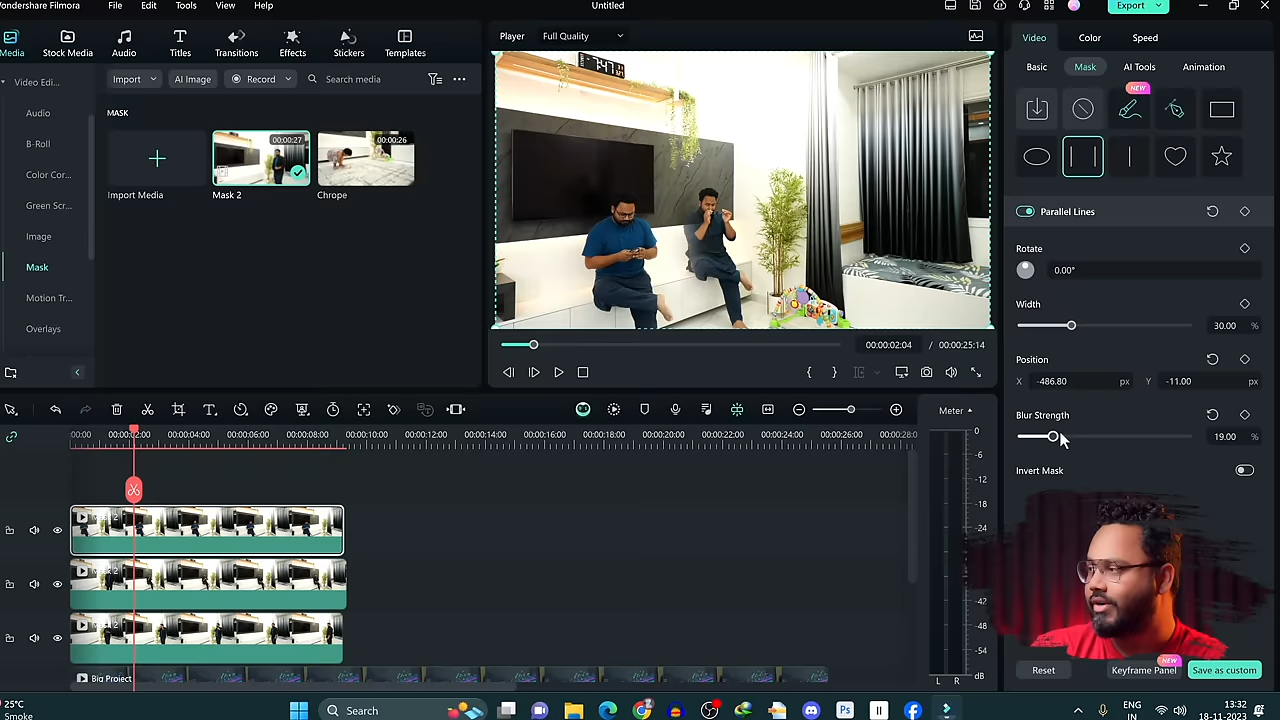 ondershare Filmora
File
Edit
Tools
View
Help
Untitled
Export
Media
Stock Media
Audio
Titles
Transitions
Effects
Stickers
Templates
Player
Full Quality
Video
Color
Speed
Basic
Mask
AI Tools
Animation
NEW
Video Edi...
Audio
B-Roll
Color Cor...
Green Scr...
Image
Mask
Motion Tr...
Overlays
Import
AI Image
Record
Search media
MASK
00:00:27
00:00:26
Import Media
Mask 2
Chrope
00:00:02:04
/ 00:00:25:14
Parallel Lines
Rotate
0.00°
Width
30.00 %
Position
X -486.80 px Y -11.00 px
Blur Strength
19.00 %
Invert Mask
Meter
:00:00 00:00:02:00 00:00:04:00 00:00:06:00 00:00:08:00 00:00:10:00 00:00:12:00 00:00:14:00 00:00:16:00 00:00:18:00 00:00:20:00 00:00:22:00 00:00:24:00 00:00:26:00 00:00:28:0
0
-6
-12
-18
-24
-42
-48
-54
dB
L R
Reset
Keyframe Panel
NEW
Save as custom
25°C
Smoke
Search
Ps
ENG
IN
13:32